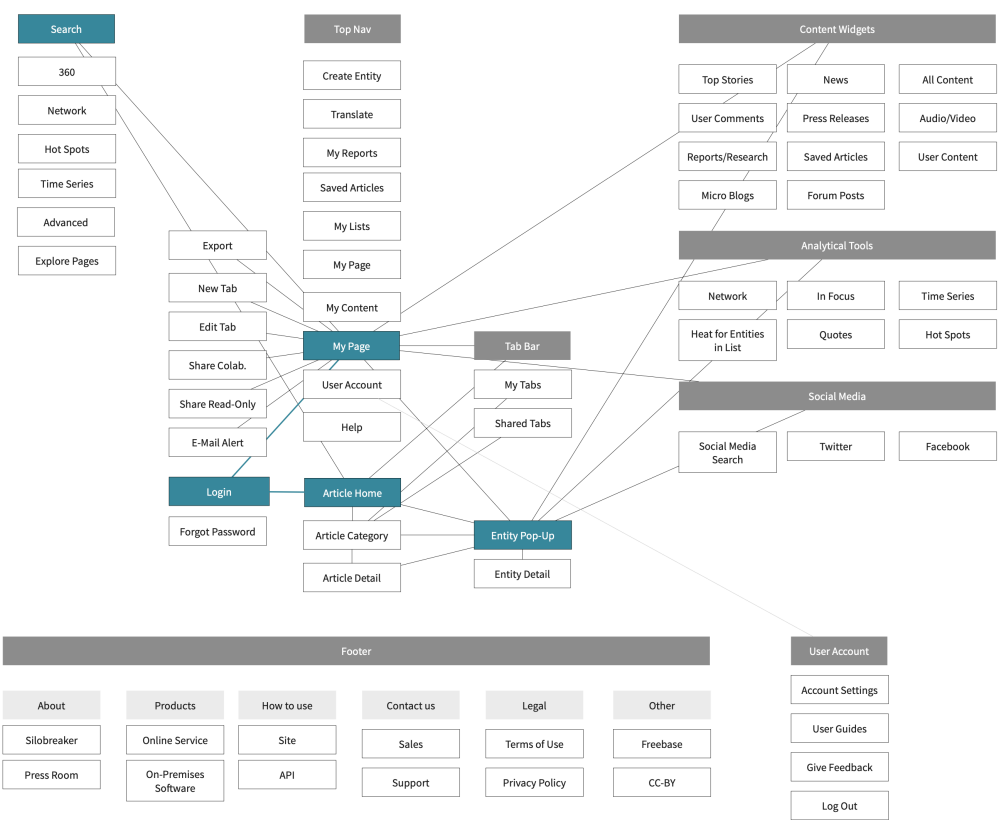 Search
360
Network
Hot Spots
Time Series
Advanced
Explore Pages
Top Nav
Create Entity
Translate
My Reports
Saved Articles
My Lists
My Page
My Content
My Page
User Account
Help
Export
New Tab
Edit Tab
Share Colab.
Share Read-Only
E-Mail Alert
Login
Forgot Password
Article Home
Article Category
Article Detail
Tab Bar
My Tabs
Shared Tabs
Entity Pop-Up
Entity Detail
Content Widgets
Top Stories
News
All Content
User Comments
Press Releases
Audio/Video
Reports/Research
Saved Articles
User Content
Micro Blogs
Forum Posts
Analytical Tools
Network
In Focus
Time Series
Heat for Entities
in List
Quotes
Hot Spots
Social Media
Social Media
Search
Twitter
Facebook
Footer
About
Silobreaker
Press Room
Products
Online Service
On-Premises
Software
How to use
Site
API
Contact us
Sales
Support
Legal
Terms of Use
Privacy Policy
Other
Freebase
CC-BY
User Account
Account Settings
User Guides
Give Feedback
Log Out